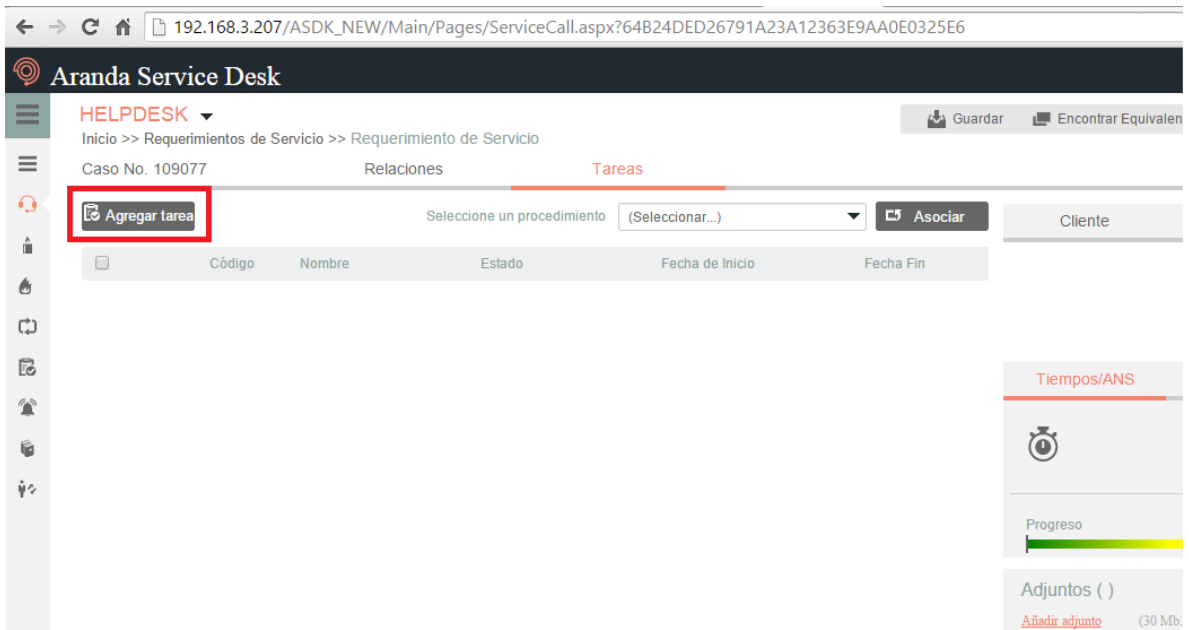 192.168.3.207/ASDK_NEW/Main/Pages/ServiceCall.aspx?64B24DED26791A23A12363E9AA0E0325E6
Aranda Service Desk
HELPDESK
Guardar
Encontrar Equivalen
Inicio >> Requerimientos de Servicio >> Requerimiento de Servicio
Caso No. 109077
Relaciones
Tareas
Agregar tarea
Seleccione un procedimiento
(Seleccionar...)
Asociar
Cliente
Código
Nombre
Estado
Fecha de Inicio
Fecha Fin
Tiempos/ANS
Progreso
Adjuntos ( )
Añadir adjunto
(30 Mb.